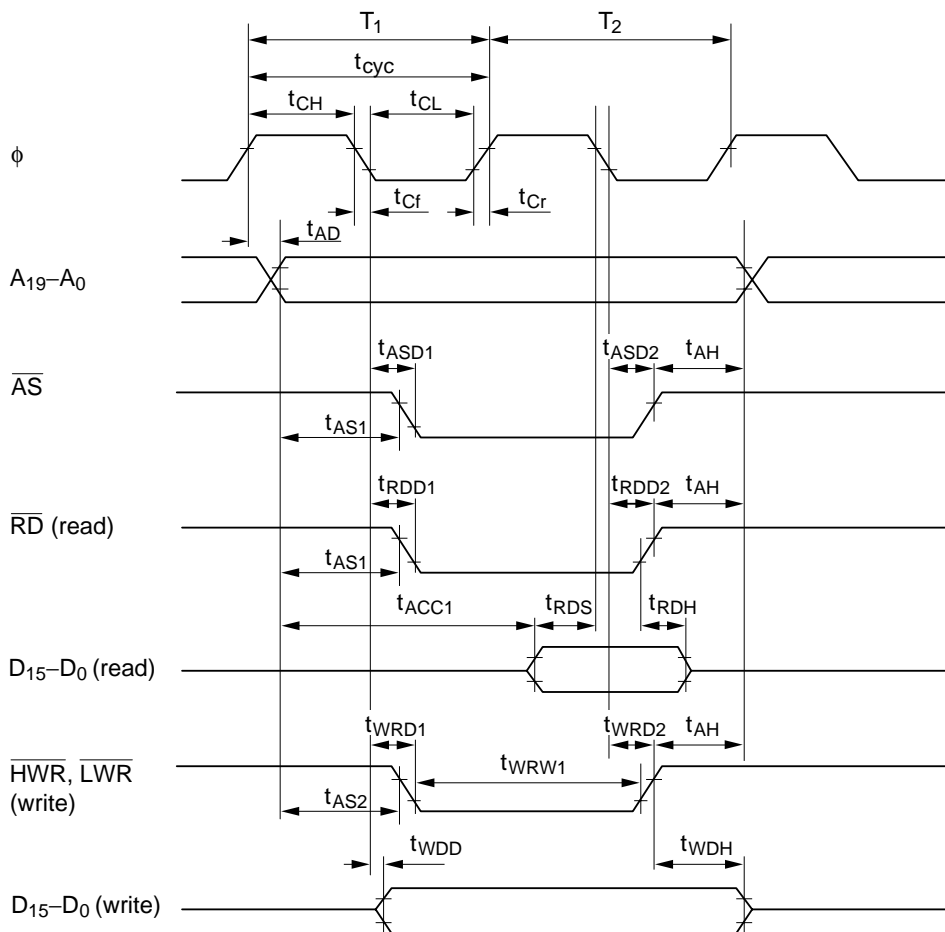 T1 T2
tcyc
tCH tCL
ϕ
tCf tCr
tAD
A19–A0
tASD1 tASD2 tAH
AS
tAS1
tRDD1 tRDD2 tAH
RD (read)
tAS1
tACC1 tRDS tRDH
D15–D0 (read)
tWRD1 tWRD2 tAH
HWR, LWR
tWRW1
(write)
tAS2
tWDD tWDH
D15–D0 (write)